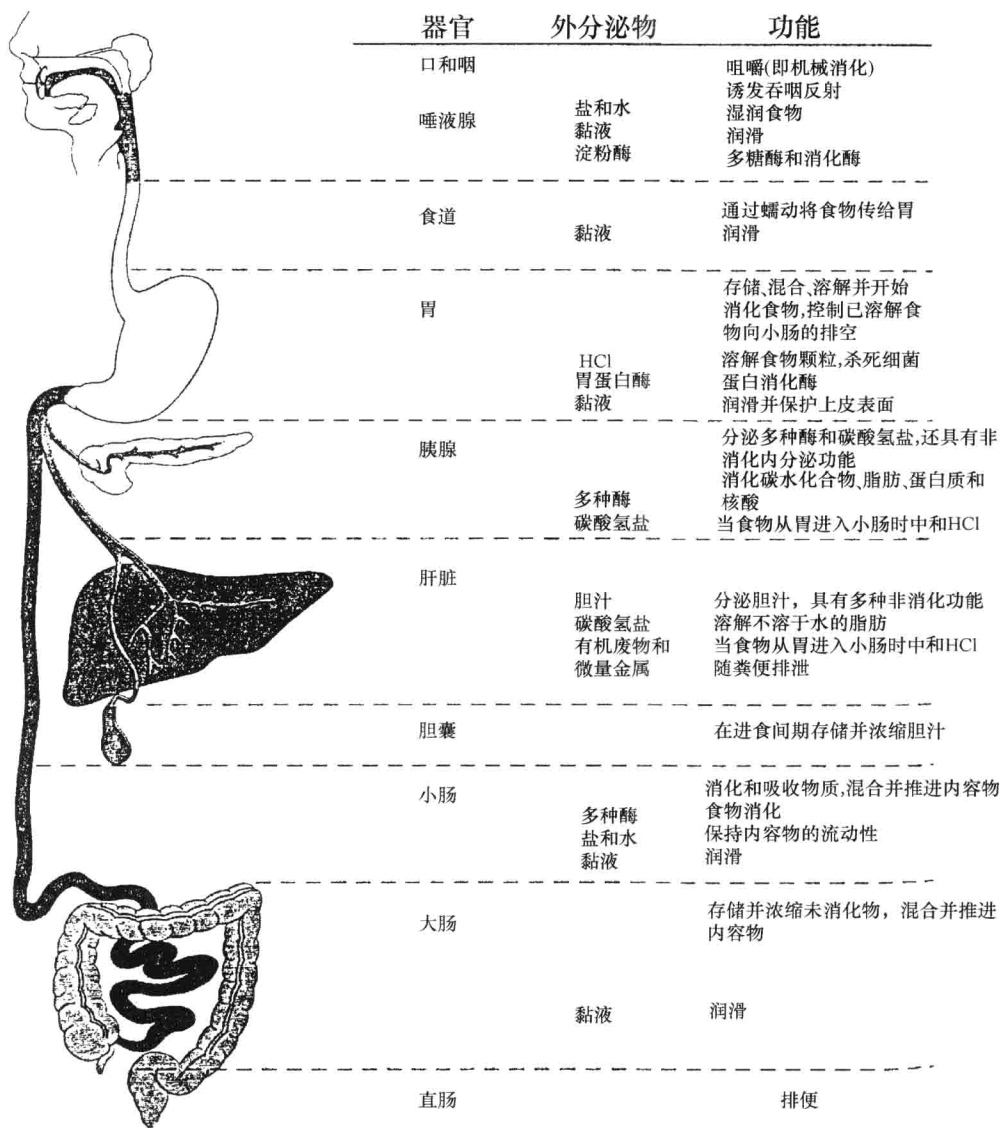 器官 外分泌物 功能
口和咽 咀嚼(即机械消化)
诱发吞咽反射
盐和水 湿润食物
唾液腺 黏液 润滑
淀粉酶 多糖酶和消化酶
通过蠕动将食物传给胃
食道 黏液 润滑
存储、混合、溶解并开始
胃 消化食物,控制已溶解食
物向小肠的排空
HCl 溶解食物颗粒,杀死细菌
胃蛋白酶 蛋白消化酶
黏液 润滑并保护上皮表面
胰腺 分泌多种酶和碳酸氢盐,还具有非
消化内分泌功能
消化碳水化合物、脂肪、蛋白质和
多种酶 核酸
碳酸氢盐 当食物从胃进入小肠时中和HCl
肝脏
胆汁 分泌胆汁，具有多种非消化功能
碳酸氢盐 溶解不溶于水的脂肪
有机废物和 当食物从胃进入小肠时中和HCl
微量金属 随粪便排泄
胆囊 在进食间期存储并浓缩胆汁
小肠 消化和吸收物质,混合并推进内容物
多种酶 食物消化
盐和水 保持内容物的流动性
黏液 润滑
大肠 存储并浓缩未消化物，混合并推进
内容物
黏液 润滑
直肠 排便